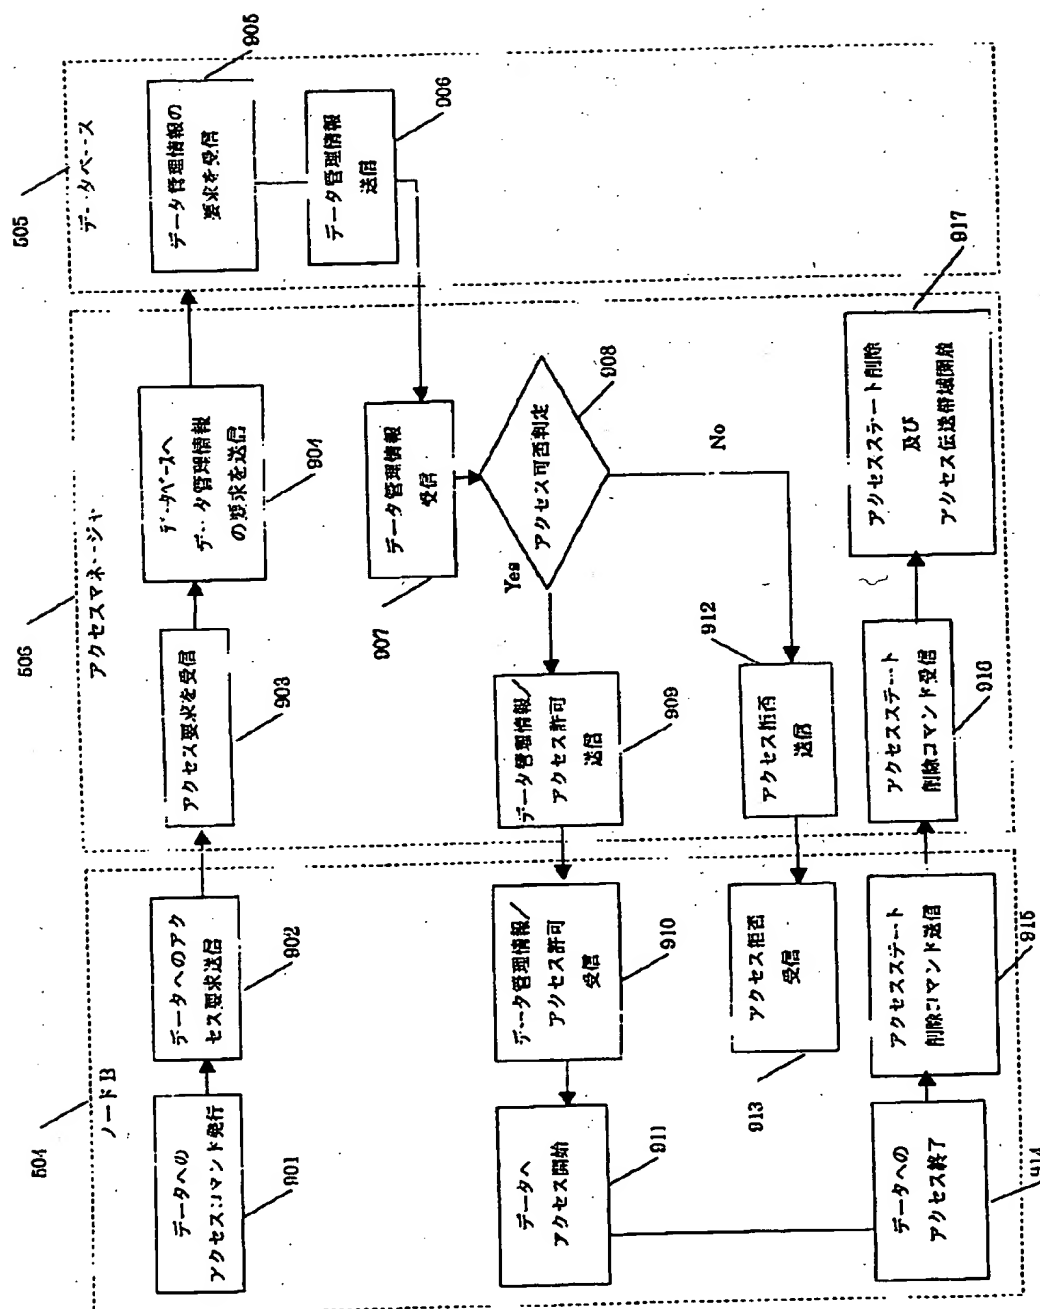 504
ノードB
データへの
アクセスコマンド発行
901
データへのアク
セス要求送信
902
506
アクセスマネージャ
アクセス要求を受信
903
データベースへ
データ管理情報
の要求を送信
904
505
データベース
データ管理情報の
要求を受信
905
データ管理情報
送信
906
データ管理情報
受信
907
アクセス可否判定
908
Yes
No
データ管理情報/
アクセス許可
送信
909
データ管理情報/
アクセス許可
受信
910
データへ
アクセス開始
911
アクセス拒否
送信
912
アクセス拒否
受信
913
データへの
アクセス終了
914
アクセスステート
削除コマンド送信
915
アクセスステート
削除コマンド受信
916
アクセスステート削除
及び
アクセス伝送帯域開放
917